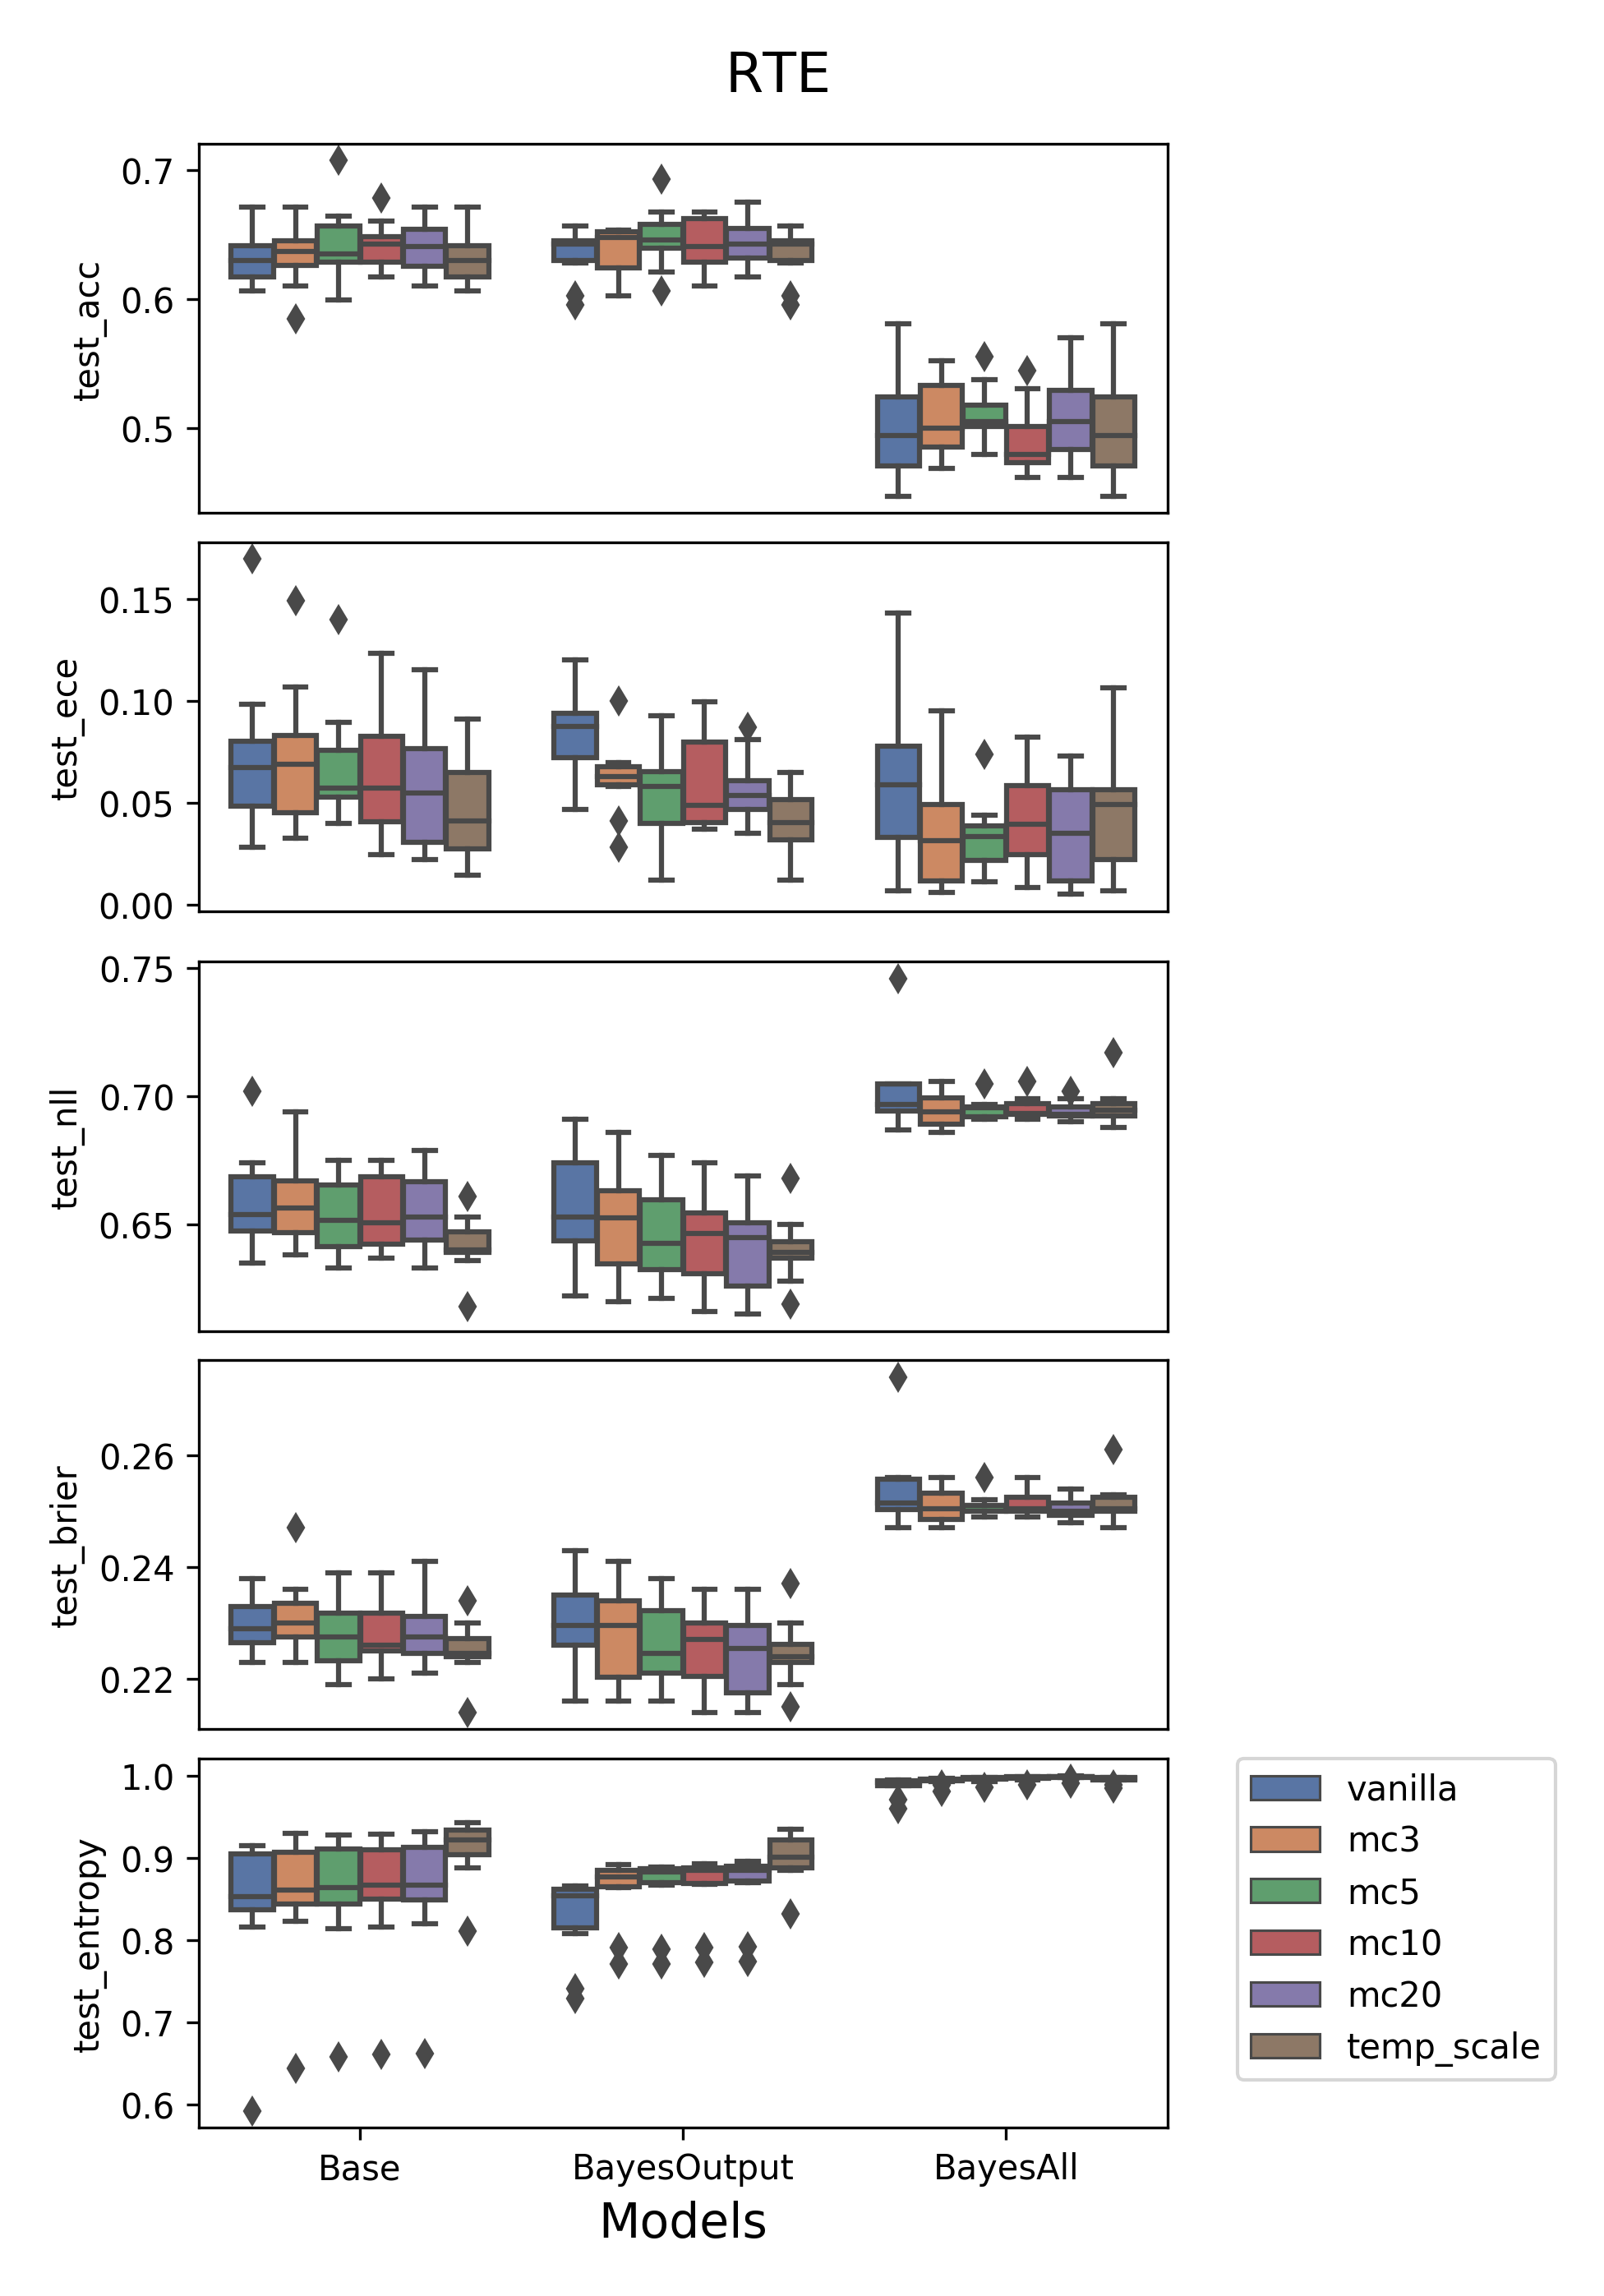 RTE
0.7
0.6
0.5
test_acc
0.15
0.10
0.05
0.00
test_ece
0.75
0.70
0.65
test_nll
0.26
0.24
0.22
test_brier
1.0
0.9
0.8
0.7
0.6
test_entropy
Base BayesOutput BayesAll
Models
vanilla
mc3
mc5
mc10
mc20
temp_scale